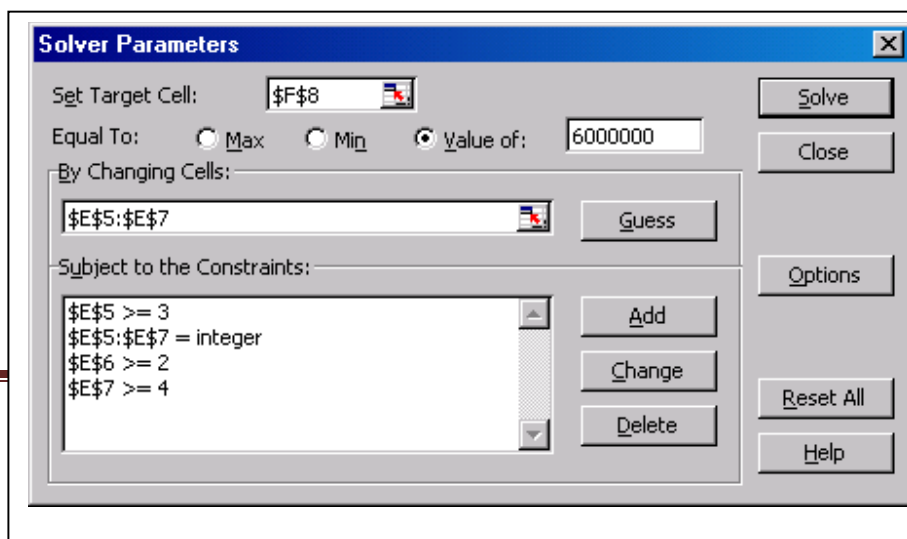 Solver Parameters
Set Target Cell: $F$8 Solve
Equal To: Max Min Value of: 6000000 Close
By Changing Cells:
$E$5:$E$7 Guess
Subject to the Constraints: Options
$E$5 >= 3 Add
$E$5:$E$7 = integer
$E$6 >= 2 Change
$E$7 >= 4 Reset All
Delete
Help